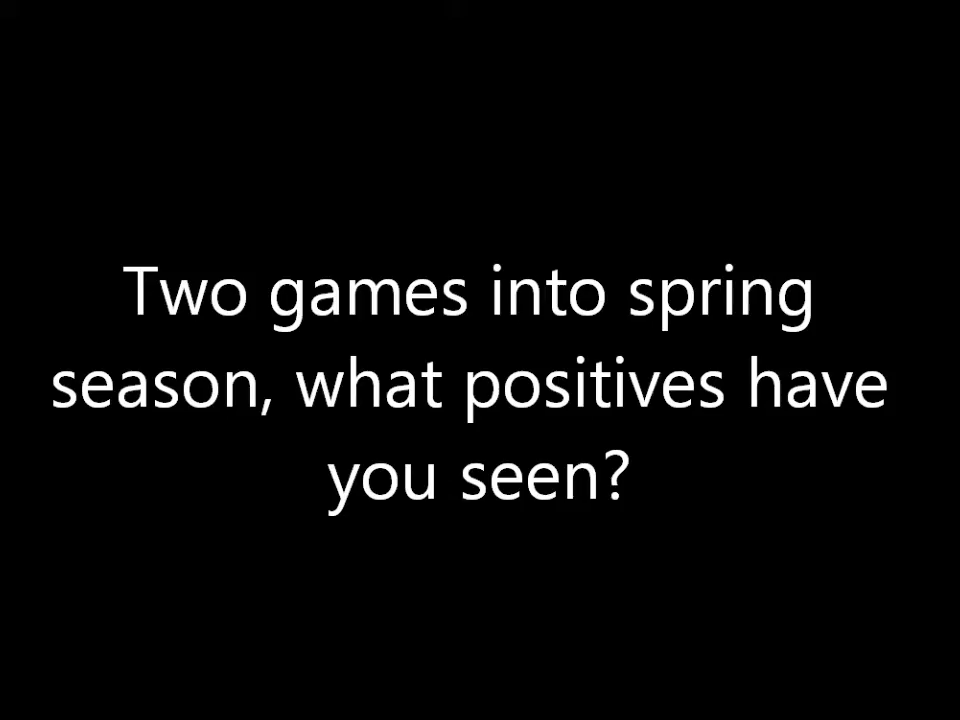 Two games into spring
season, what positives have
you seen?